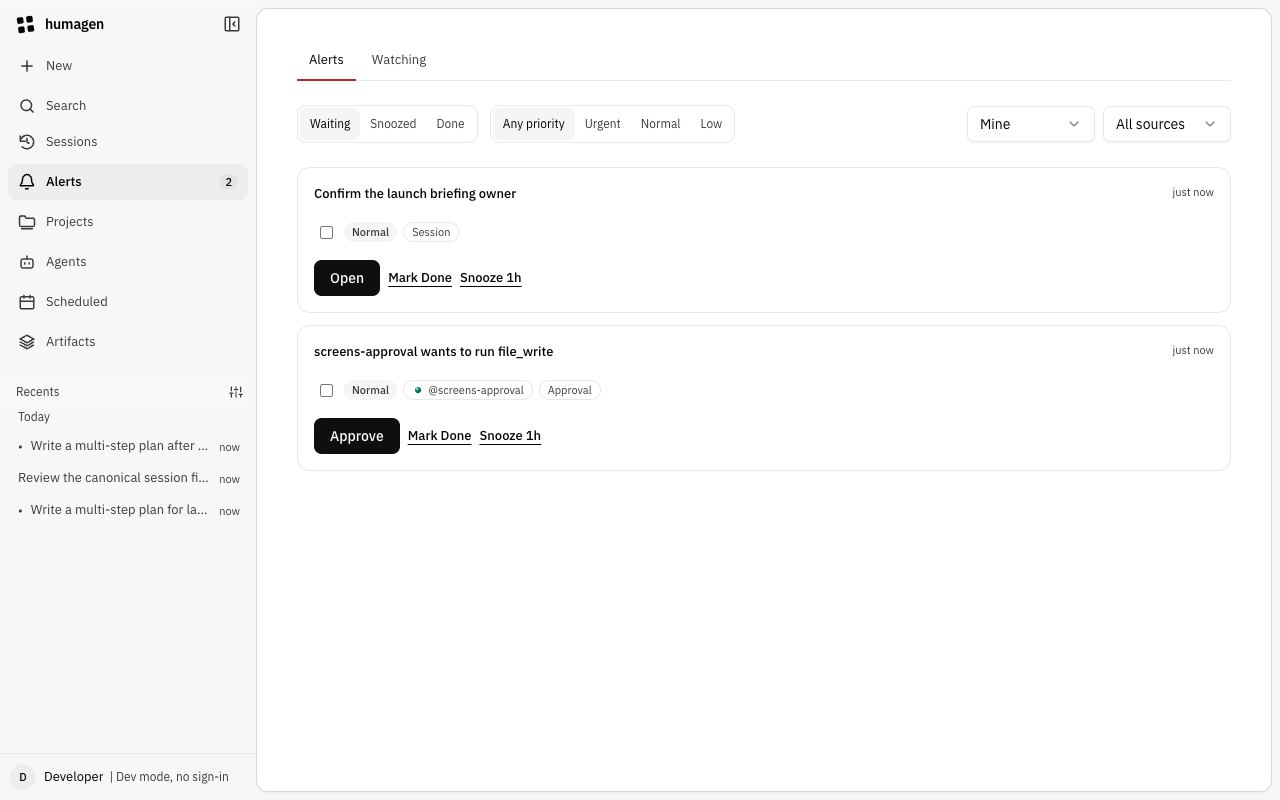 humagen
New
Search
Sessions
Alerts 2
Projects
Agents
Scheduled
Artifacts
Recents
Today
• Write a multi-step plan after ... now
Review the canonical session fi... now
• Write a multi-step plan for la... now
D Developer | Dev mode, no sign-in
Alerts Watching
Waiting Snoozed Done Any priority Urgent Normal Low Mine All sources
Confirm the launch briefing owner just now
Normal Session
Open Mark Done Snooze 1h
screens-approval wants to run file_write just now
Normal @screens-approval Approval
Approve Mark Done Snooze 1h